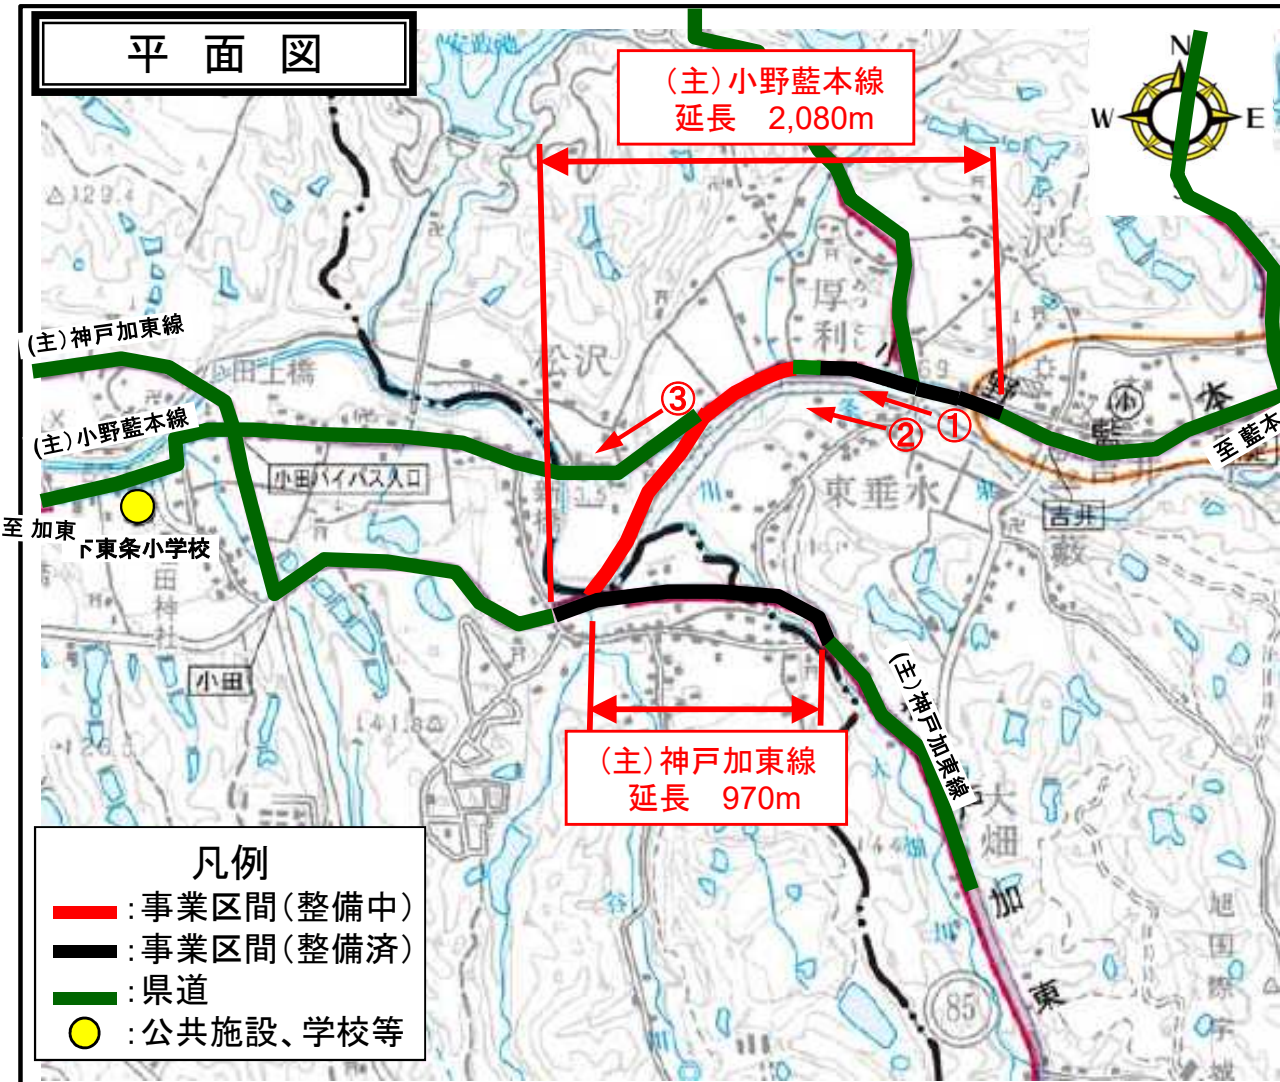 平面図
(主)小野藍本線
延長 2,080m
N
W
E
△129.4
(主)神戸加東線
松沢
厚利
(主)小野藍本線
小田バイパス入口
③
②
①
小
東垂水
吉井
至 藍本
至 加東
下東条小学校
小田
(主)神戸加東線
(主)神戸加東線
延長 970m
大畑
加
東
85
凡例
:事業区間(整備中)
:事業区間(整備済)
:県道
:公共施設、学校等